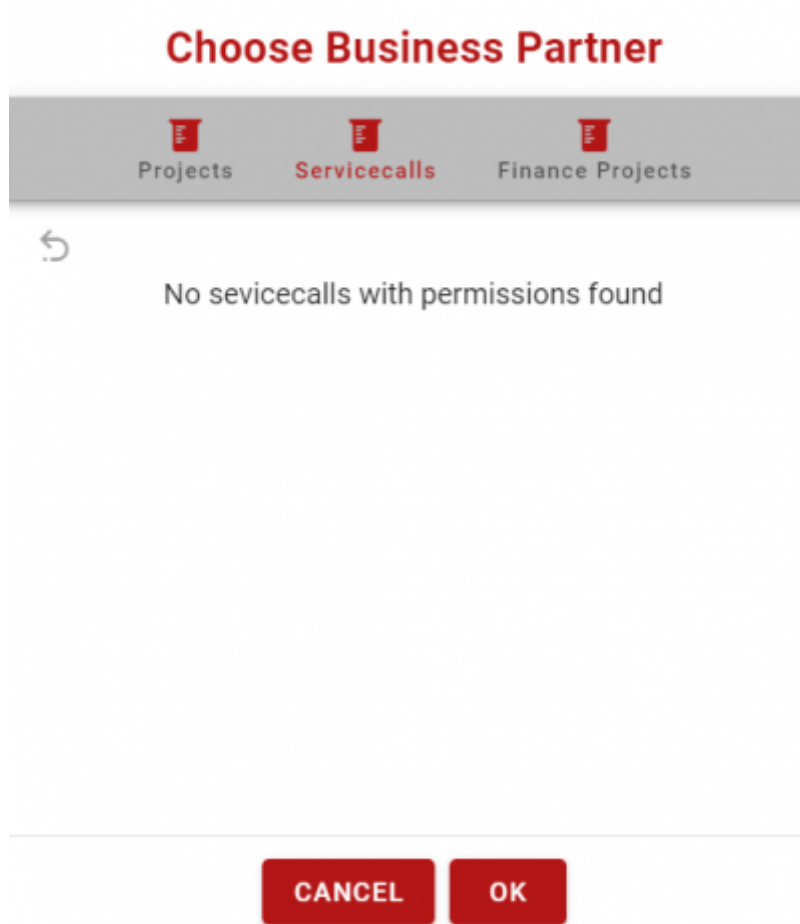 Choose Business Partner
Projects Servicecalls Finance Projects
No sevicecalls with permissions found
CANCEL OK